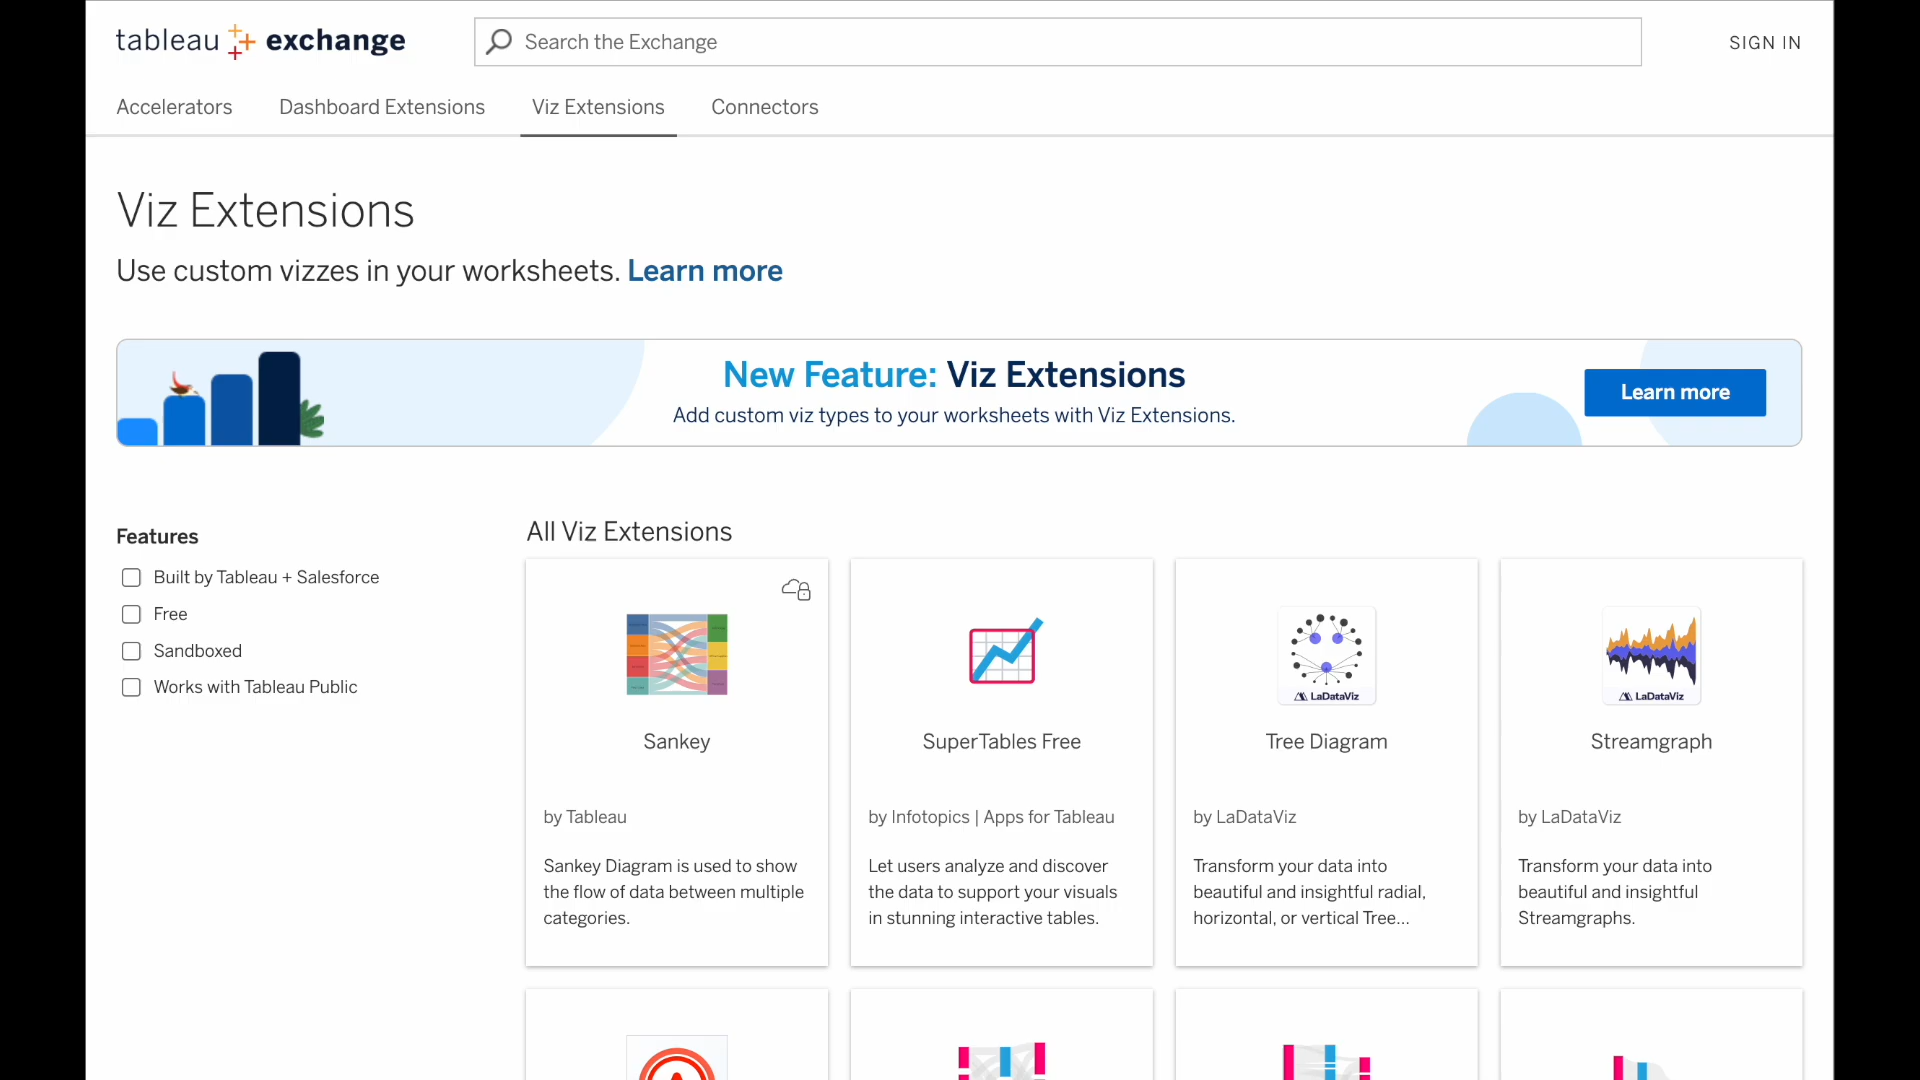 tableau exchange
Search the Exchange
SIGN IN
Accelerators
Dashboard Extensions
Viz Extensions
Connectors
Viz Extensions
Use custom vizzes in your worksheets. Learn more
New Feature: Viz Extensions
Add custom viz types to your worksheets with Viz Extensions.
Learn more
Features
Built by Tableau + Salesforce
Free
Sandboxed
Works with Tableau Public
All Viz Extensions
Sankey
by Tableau
Sankey Diagram is used to show
the flow of data between multiple
categories.
SuperTables Free
by Infotopics | Apps for Tableau
Let users analyze and discover
the data to support your visuals
in stunning interactive tables.
LaDataViz
Tree Diagram
by LaDataViz
Transform your data into
beautiful and insightful radial,
horizontal, or vertical Tree...
LaDataViz
Streamgraph
by LaDataViz
Transform your data into
beautiful and insightful
Streamgraphs.